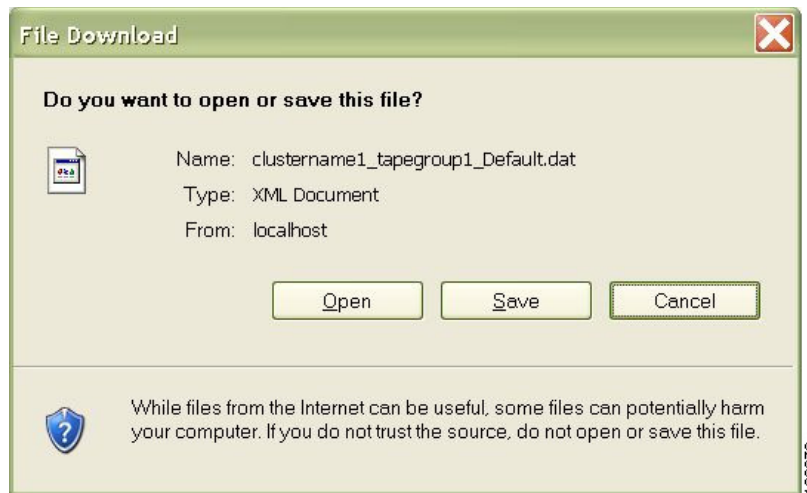 File Download
Do you want to open or save this file?
Name: clustername1_tapegroup1_Default.dat
Type: XML Document
From: localhost
Open Save Cancel
While files from the Internet can be useful, some files can potentially harm
your computer. If you do not trust the source, do not open or save this file.